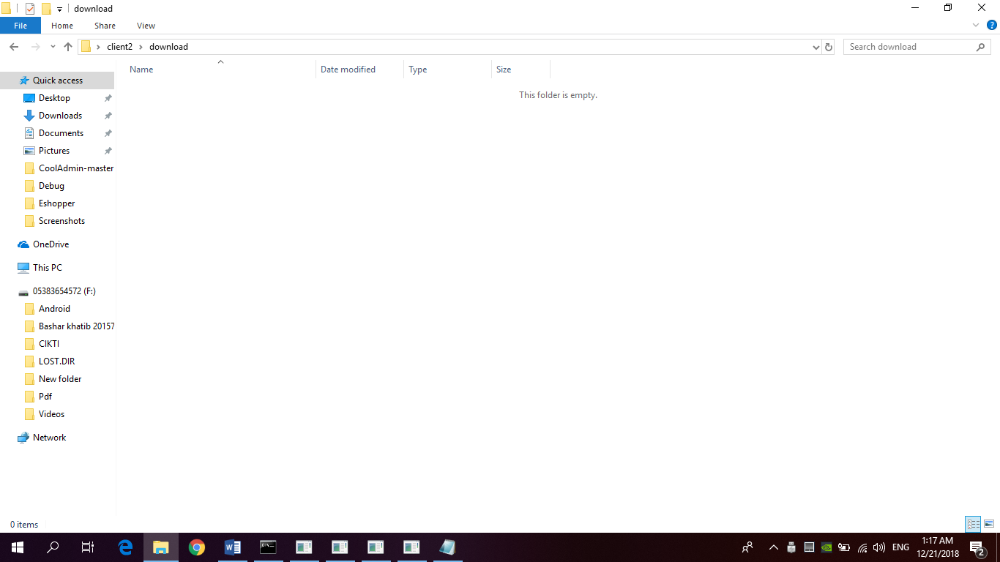 download
File Home Share View
client2 download
Search download
Name Date modified Type Size
This folder is empty.
Quick access
Desktop
Downloads
Documents
Pictures
CoolAdmin-master
Debug
Eshopper
Screenshots
OneDrive
This PC
05383654572 (F:)
Android
Bashar khatib 20157
CIKTI
LOST.DIR
New folder
Pdf
Videos
Network
0 items
ENG
1:17 AM
12/21/2018
2